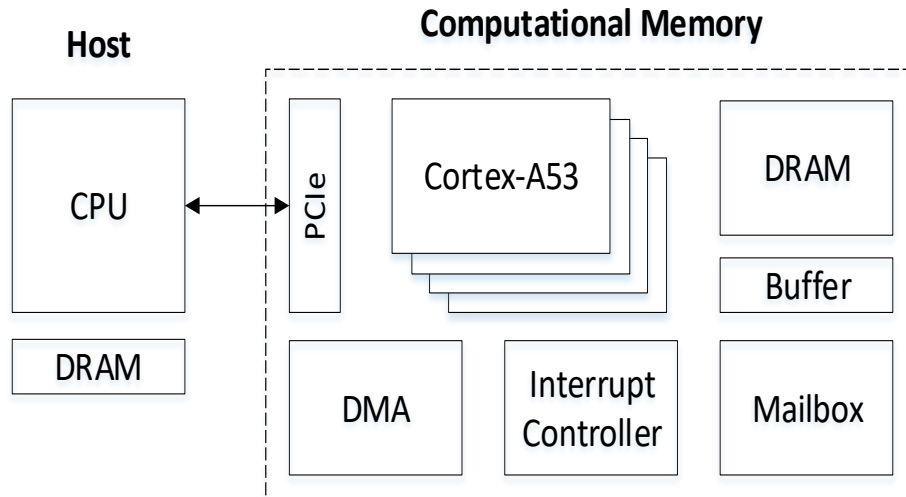 Host
Computational Memory
CPU
PCIe
Cortex-A53
DRAM
Buffer
DRAM
DMA
Interrupt
Controller
Mailbox